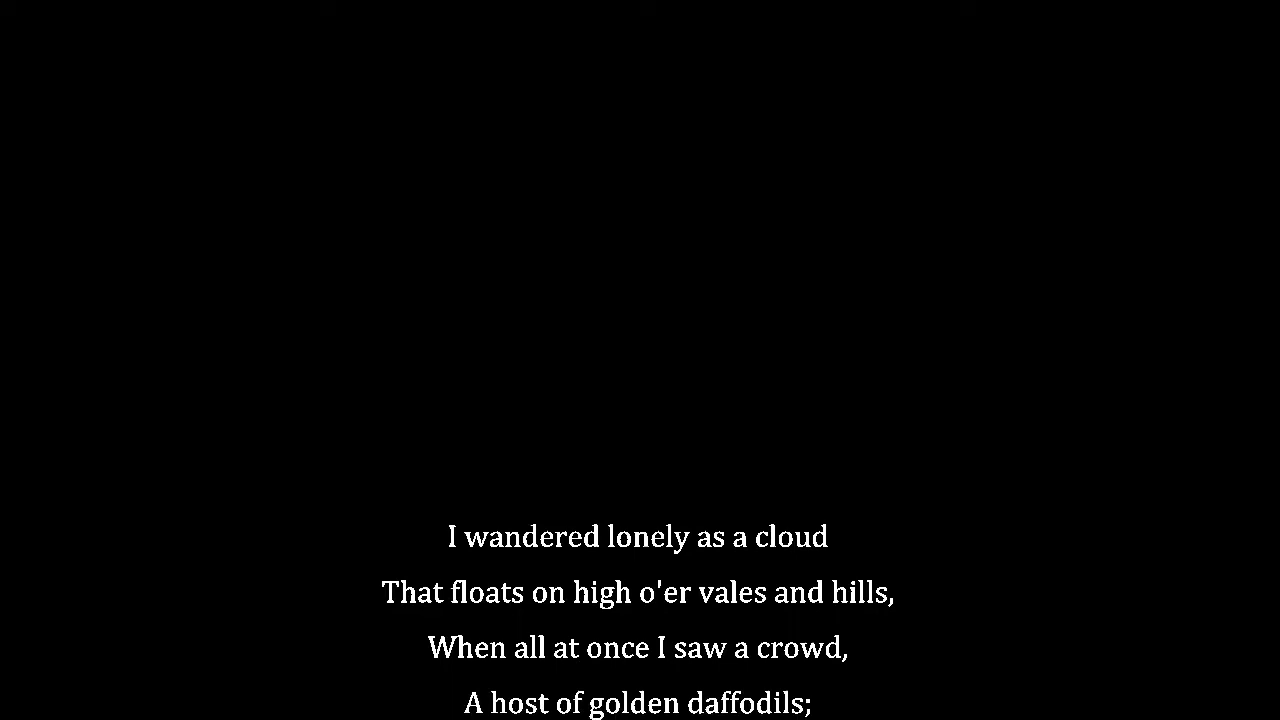 I wandered lonely as a cloud
That floats on high o'er vales and hills,
When all at once I saw a crowd,
A host of golden daffodils;